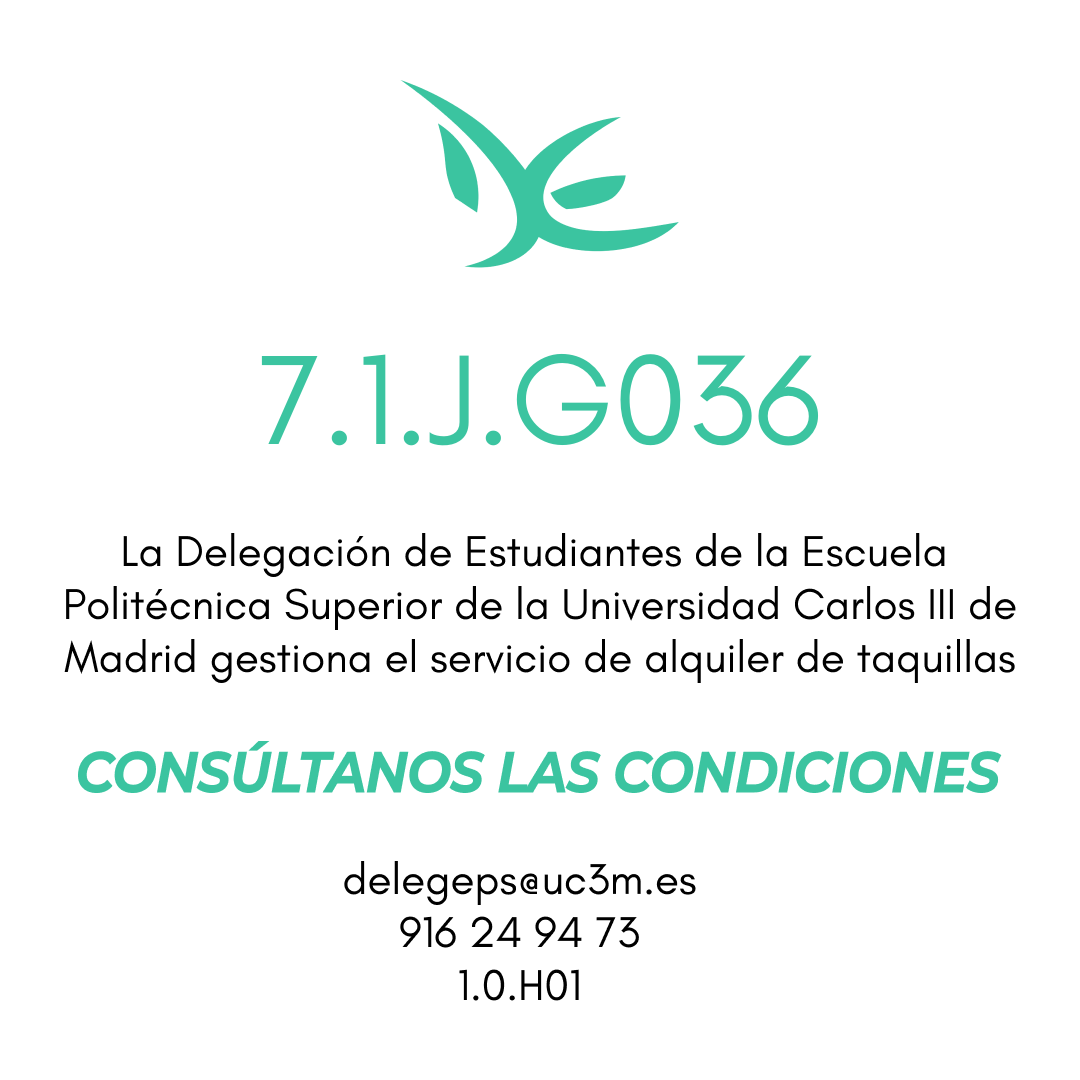 7.1.J.G036
La Delegación de Estudiantes de la Escuela
Politécnica Superior de la Universidad Carlos III de
Madrid gestiona el servicio de alquiler de taquillas
CONSÚLTANOS LAS CONDICIONES
delegeps@uc3m.es
916 24 94 73
1.0.H01